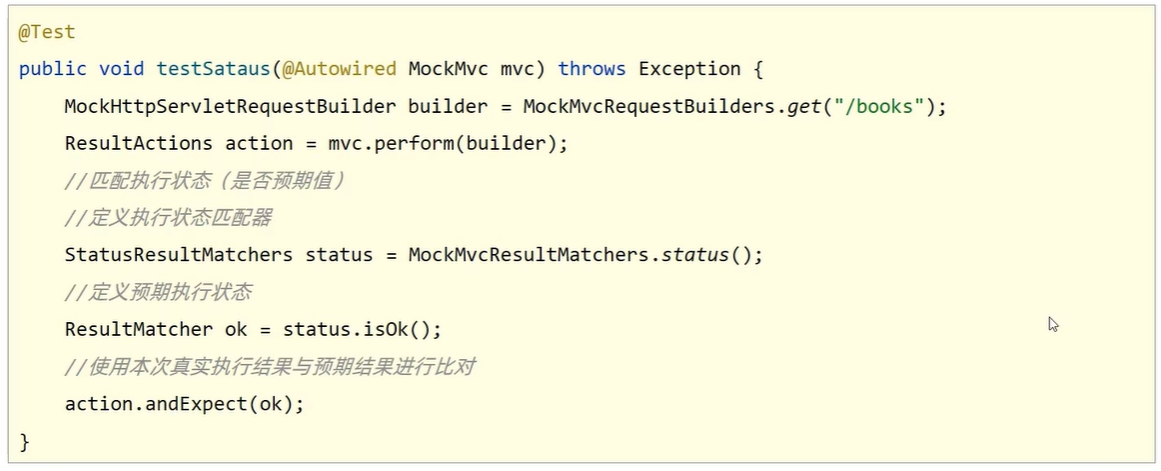 @Test
public void testSataus(@Autowired MockMvc mvc) throws Exception {
    MockHttpServletRequestBuilder builder = MockMvcRequestBuilders.get("/books");
    ResultActions action = mvc.perform(builder);
    //匹配执行状态（是否预期值）
    //定义执行状态匹配器
    StatusResultMatchers status = MockMvcResultMatchers.status();
    //定义预期执行状态
    ResultMatcher ok = status.isOk();
    //使用本次真实执行结果与预期结果进行比对
    action.andExpect(ok);
}